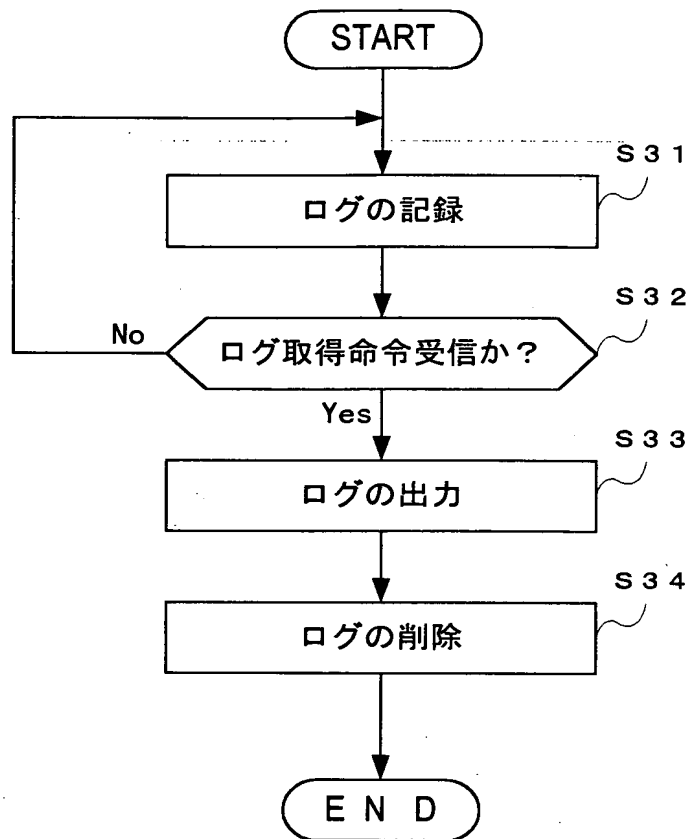 START
S31
ログの記録
S32
No
ログ取得命令受信か？
Yes
S33
ログの出力
S34
ログの削除
END